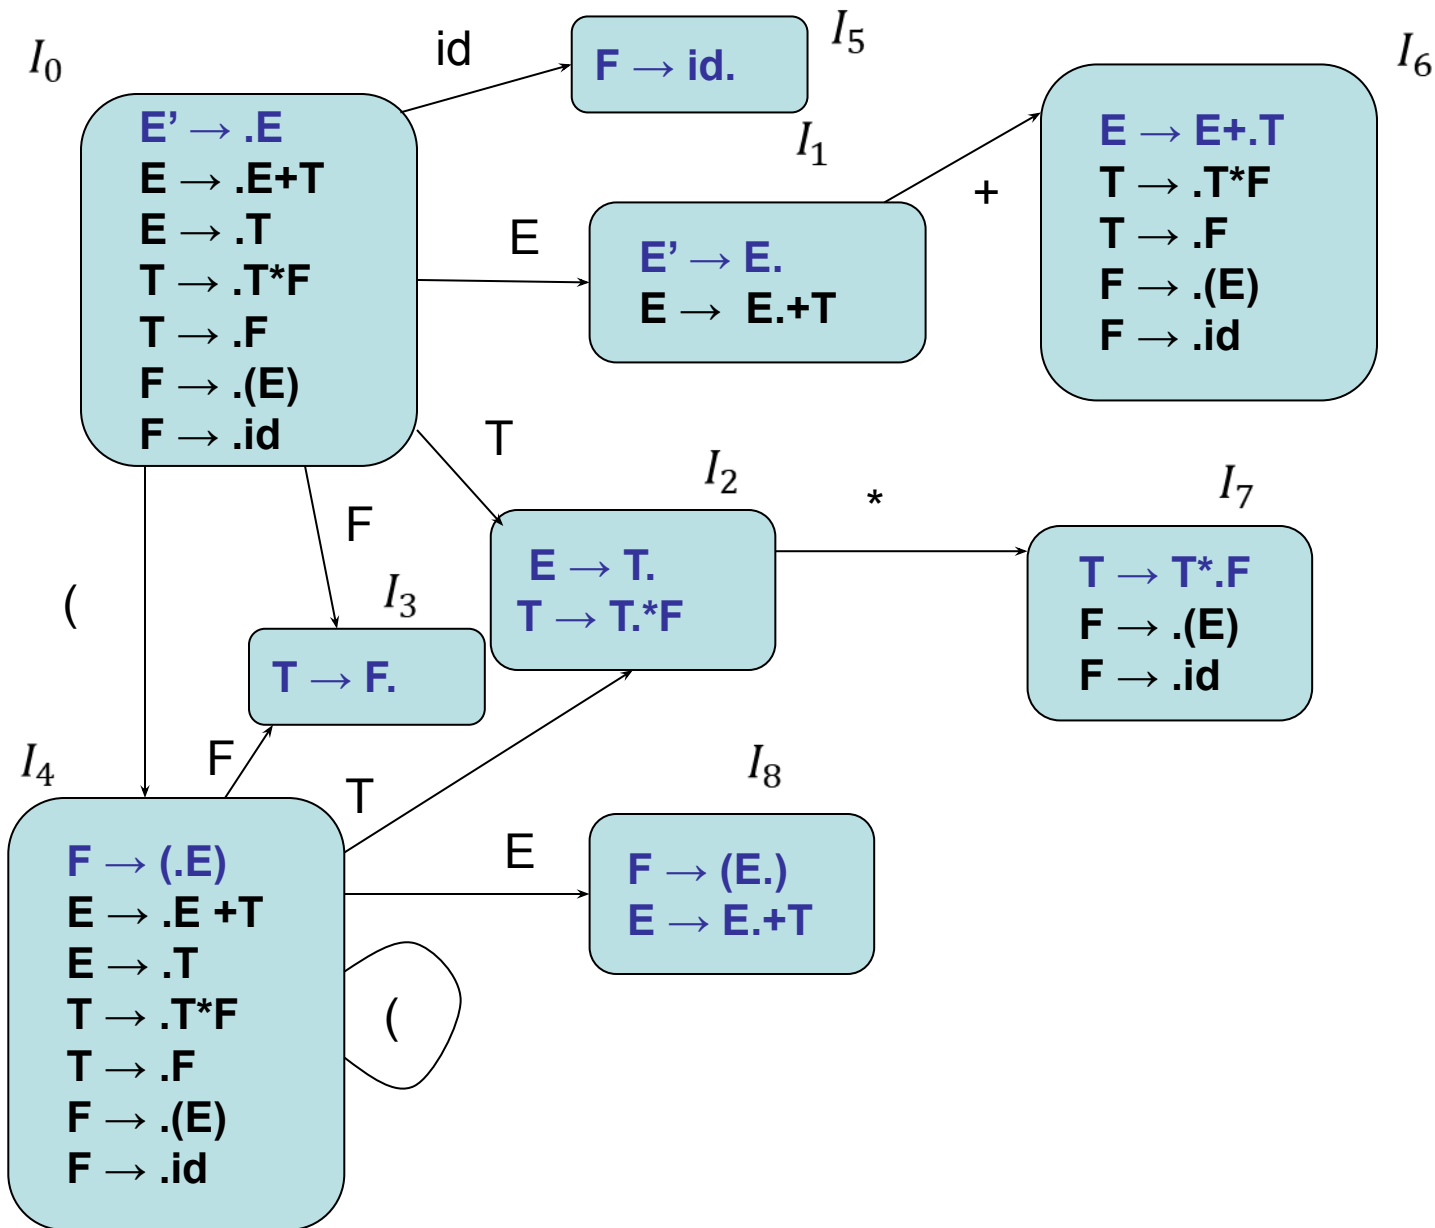 I₀
id
F → id.
I₅
I₆
E’ → .E
E → .E+T
E → .T
T → .T*F
T → .F
F → .(E)
F → .id
I₁
E
E’ → E.
E → E.+T
+
E → E+.T
T → .T*F
T → .F
F → .(E)
F → .id
T
I₂
*
I₇
F
E → T.
T → T.*F
T → T*.F
F → .(E)
F → .id
(
I₃
T → F.
I₄
F
T
I₈
F → (.E)
E → .E +T
E → .T
T → .T*F
T → .F
F → .(E)
F → .id
E
F → (E.)
E → E.+T
(